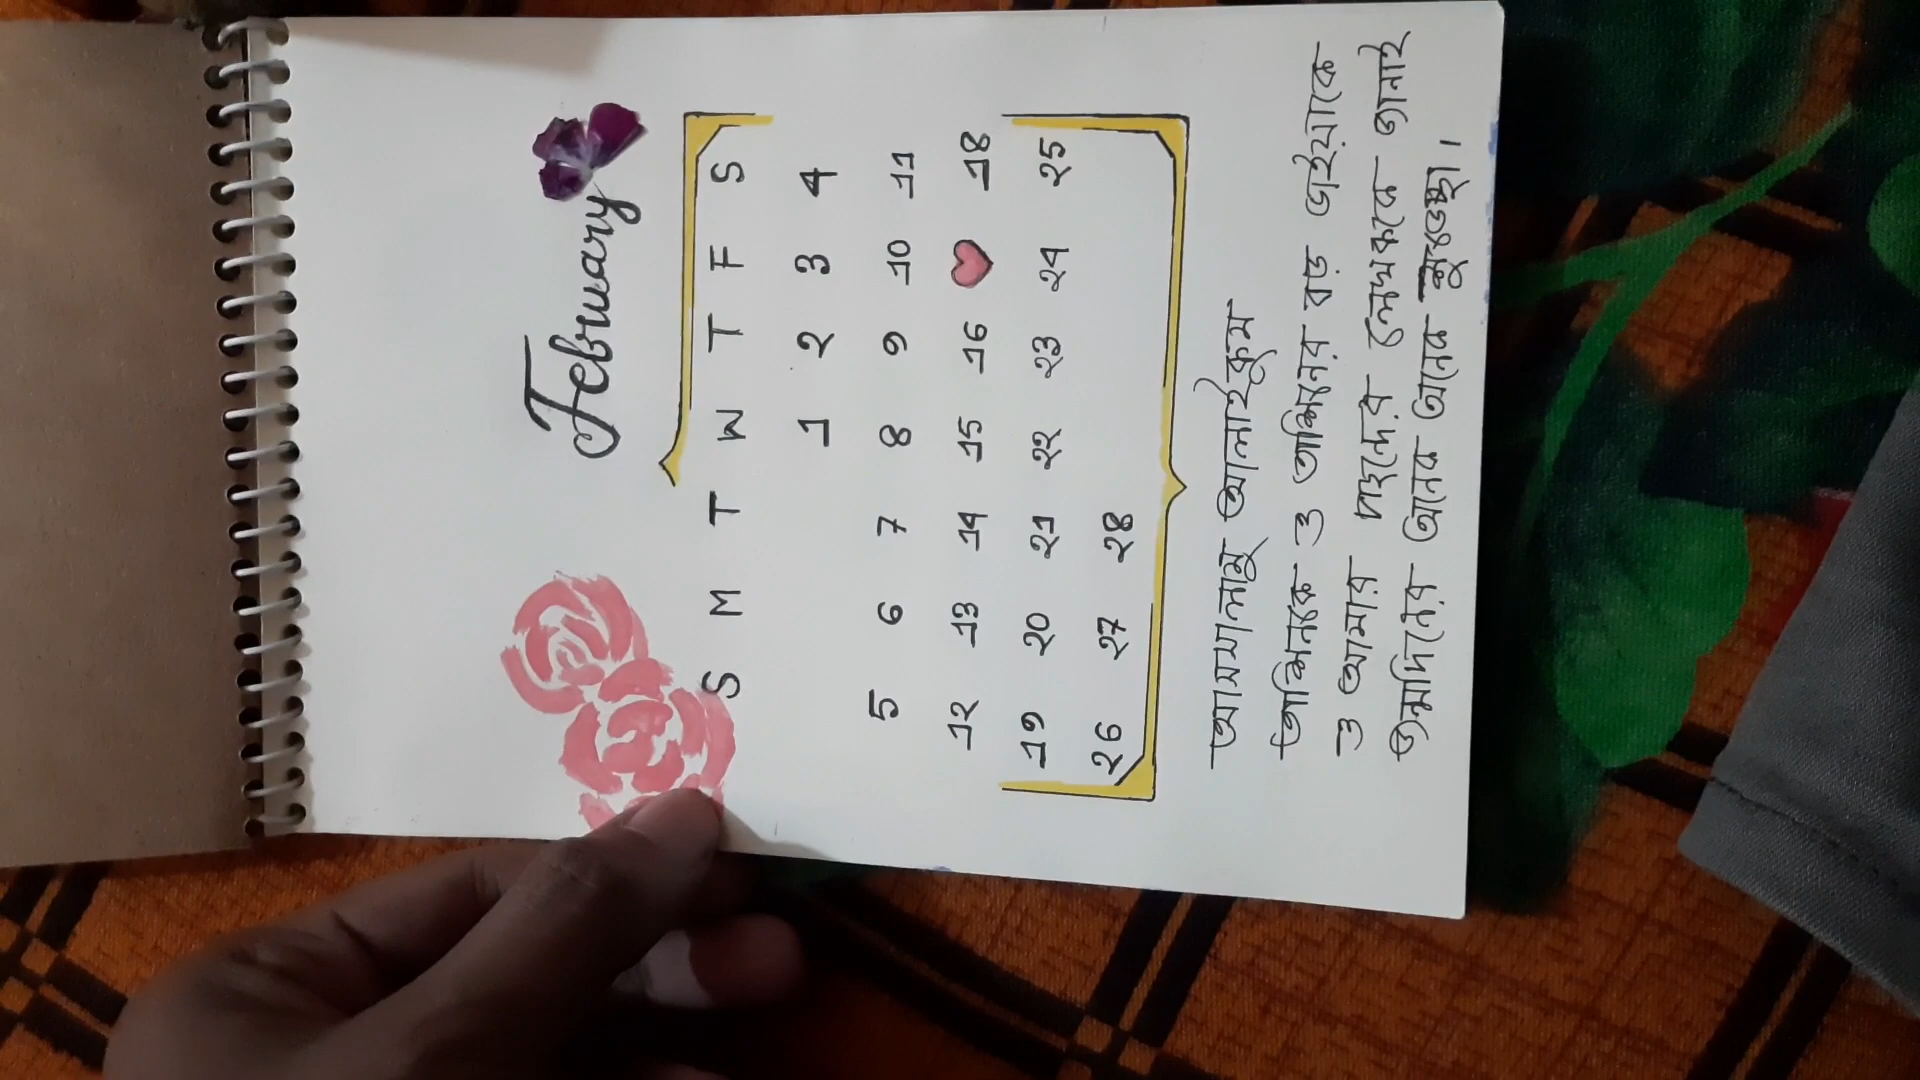 February
S M T W T F S
1 2 3 4
5 6 7 8 9 10 11
12 13 14 15 16 18
19 20 21 22 23 24 25
26 27 28
আসসালামু আলাইকুম
ও বড় ভাইয়াকে
ও আমার পছন্দের লেখককে জানাই
জন্মদিনের অনেক অনেক শুভেচ্ছা।